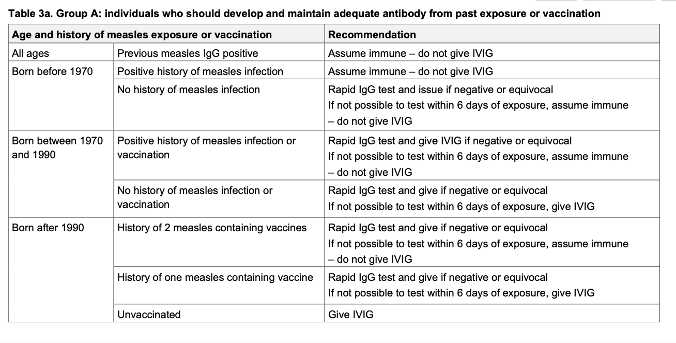 Table 3a. Group A: individuals who should develop and maintain adequate antibody from past exposure or vaccination
Age and history of measles exposure or vaccination
Recommendation
All ages
Previous measles IgG positive
Assume immune – do not give IVIG
Born before 1970
Positive history of measles infection
Assume immune – do not give IVIG
No history of measles infection
Rapid IgG test and issue if negative or equivocal
If not possible to test within 6 days of exposure, assume immune
– do not give IVIG
Born between 1970
and 1990
Positive history of measles infection or
vaccination
Rapid IgG test and give IVIG if negative or equivocal
If not possible to test within 6 days of exposure, assume immune
– do not give IVIG
No history of measles infection or
vaccination
Rapid IgG test and give if negative or equivocal
If not possible to test within 6 days of exposure, give IVIG
Born after 1990
History of 2 measles containing vaccines
Rapid IgG test and give if negative or equivocal
If not possible to test within 6 days of exposure, assume immune
– do not give IVIG
History of one measles containing vaccine
Rapid IgG test and give if negative or equivocal
If not possible to test within 6 days of exposure, give IVIG
Unvaccinated
Give IVIG